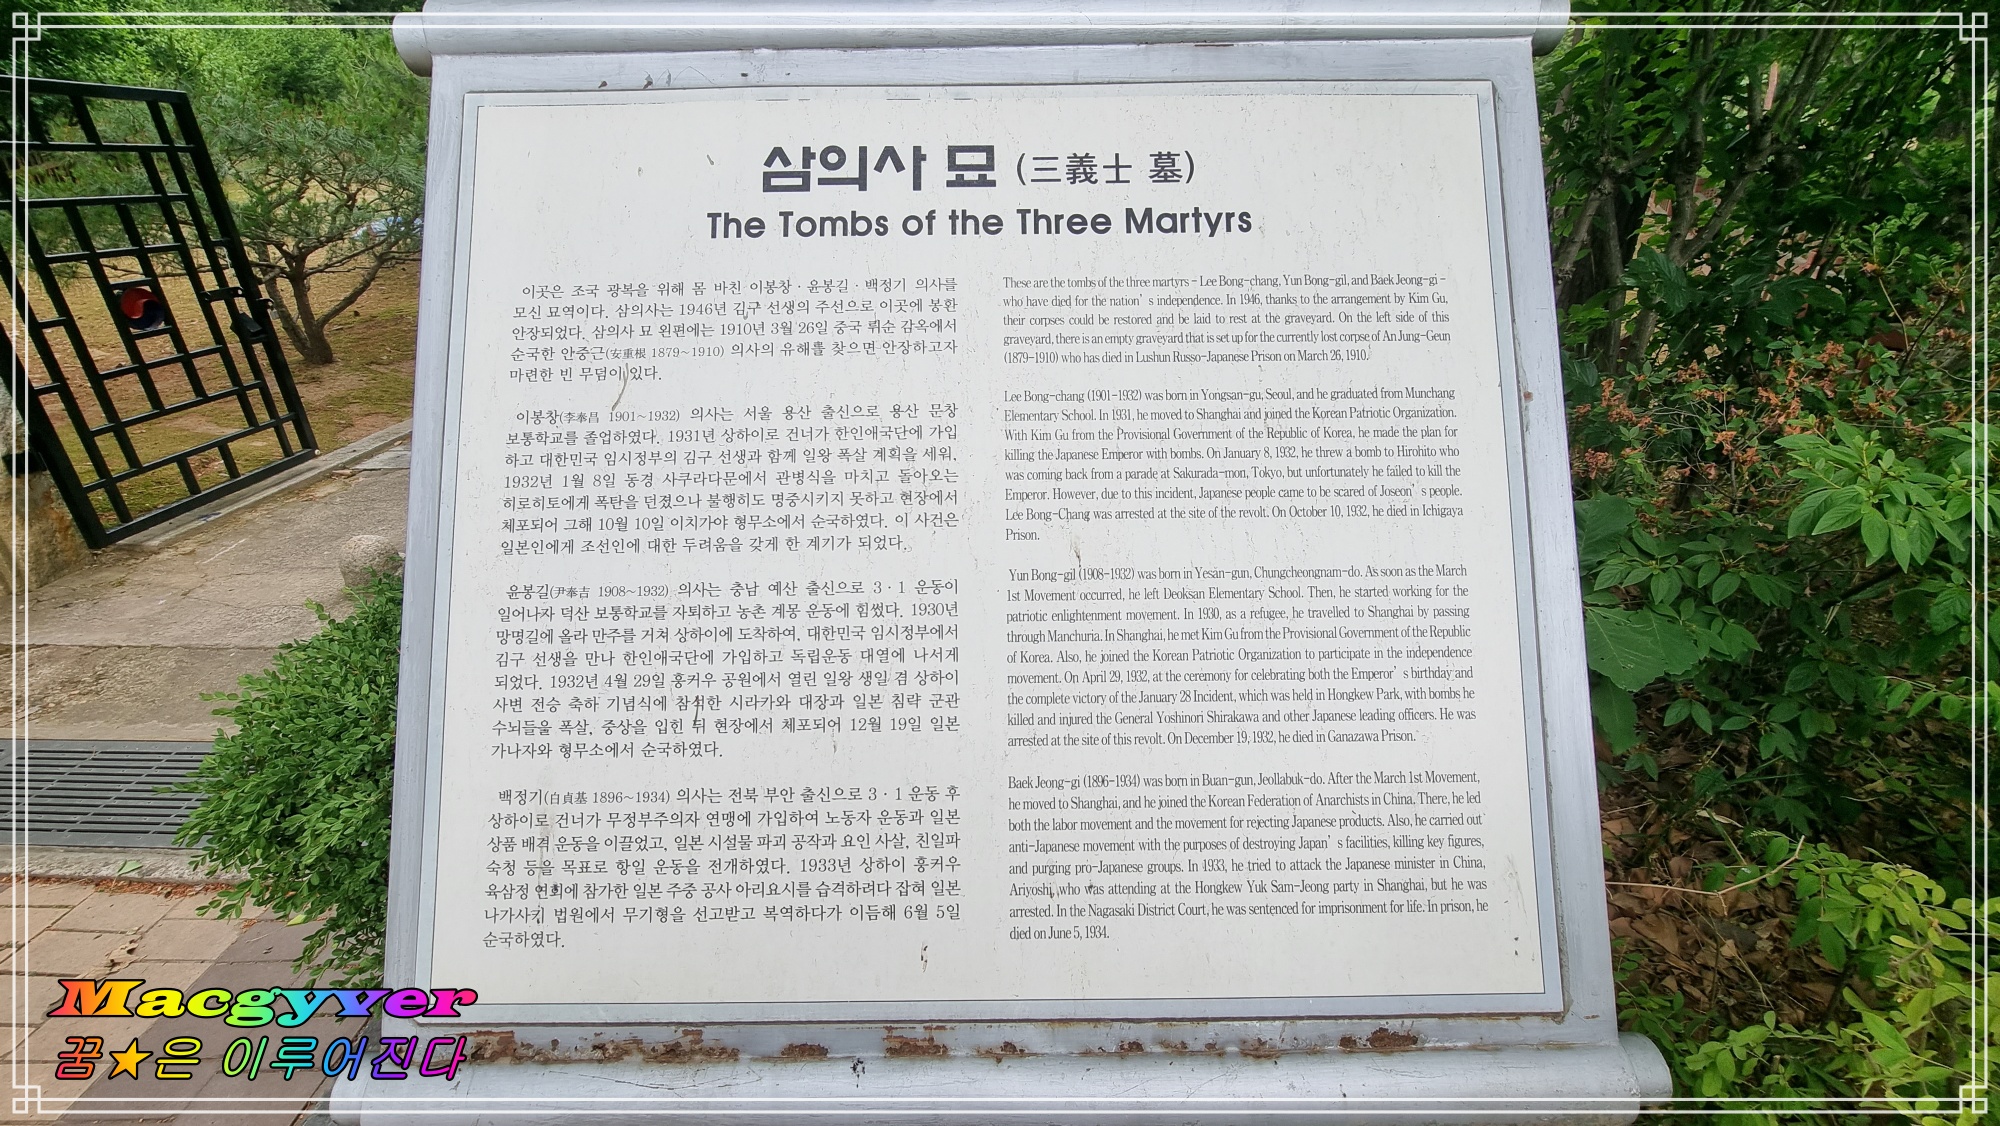 삼의사 묘 (三義士 墓)
The Tombs of the Three Martyrs
이곳은 조국 광복을 위해 몸 바친 이봉창 · 윤봉길 · 백정기 의사를
모신 묘역이다. 삼의사는 1946년 김구 선생의 주선으로 이곳에 봉환
안장되었다. 삼의사 묘 왼편에는 1910년 3월 26일 중국 뤼순 감옥에서
순국한 안중근(安重根 1879~1910) 의사의 유해를 찾으면 안장하고자
마련한 빈 무덤이 있다.
이봉창(李奉昌 1901~1932) 의사는 서울 용산 출신으로 용산 문창
보통학교를 졸업하였다. 1931년 상하이로 건너가 한인애국단에 가입
하고 대한민국 임시정부의 김구 선생과 함께 일왕 폭살 계획을 세워,
1932년 1월 8일 동경 사쿠라다문에서 관병식을 마치고 돌아오는
히로히토에게 폭탄을 던졌으나 불행히도 명중시키지 못하고 현장에서
체포되어 그해 10월 10일 이치가야 형무소에서 순국하였다. 이 사건은
일본인에게 조선인에 대한 두려움을 갖게 한 계기가 되었다.
윤봉길(尹奉吉 1908~1932) 의사는 충남 예산 출신으로 3 · 1 운동이
일어나자 덕산 보통학교를 자퇴하고 농촌 계몽 운동에 힘썼다. 1930년
망명길에 올라 만주를 거쳐 상하이에 도착하여, 대한민국 임시정부에서
김구 선생을 만나 한인애국단에 가입하고 독립운동 대열에 나서게
되었다. 1932년 4월 29일 홍커우 공원에서 열린 일왕 생일 겸 상하이
사변 전승 축하 기념식에 참석한 시라카와 대장과 일본 침략 군관
수뇌들을 폭살, 중상을 입힌 뒤 현장에서 체포되어 12월 19일 일본
가나자와 형무소에서 순국하였다.
백정기(白貞基 1896~1934) 의사는 전북 부안 출신으로 3 · 1 운동 후
상하이로 건너가 무정부주의자 연맹에 가입하여 노동자 운동과 일본
상품 배격 운동을 이끌었고, 일본 시설물 파괴 공작과 요인 사살, 친일파
숙청 등을 목표로 항일 운동을 전개하였다. 1933년 상하이 홍커우
육삼정 연회에 참가한 일본 주중 공사 아리요시를 습격하려다 잡혀 일본
나가사키 법원에서 무기형을 선고받고 복역하다가 이듬해 6월 5일
순국하였다.
These are the tombs of the three martyrs - Lee Bong-chang, Yun Bong-gil, and Baek Jeong-gi -
who have died for the nation's independence. In 1946, thanks to the arrangement by Kim Gu,
their corpses could be restored and be laid to rest at the graveyard. On the left side of this
graveyard, there is an empty graveyard that is set up for the currently lost corpse of An Jung-Geun
(1879-1910) who has died in Lushun Russo-Japanese Prison on March 26, 1910.
Lee Bong-chang (1901-1932) was born in Yongsan-gu, Seoul, and he graduated from Munchang
Elementary School. In 1931, he moved to Shanghai and joined the Korean Patriotic Organization.
With Kim Gu from the Provisional Government of the Republic of Korea, he made the plan for
killing the Japanese Emperor with bombs. On January 8, 1932, he threw a bomb to Hirohito who
was coming back from a parade at Sakurada-mon, Tokyo, but unfortunately he failed to kill the
Emperor. However, due to this incident, Japanese people came to be scared of Joseon's people.
Lee Bong-Chang was arrested at the site of the revolt. On October 10, 1932, he died in Ichigaya
Prison.
Yun Bong-gil (1908-1932) was born in Yesan-gun, Chungcheongnam-do. As soon as the March
1st Movement occurred, he left Deoksan Elementary School. Then, he started working for the
patriotic enlightenment movement. In 1930, as a refugee, he travelled to Shanghai by passing
through Manchuria. In Shanghai, he met Kim Gu from the Provisional Government of the Republic
of Korea. Also, he joined the Korean Patriotic Organization to participate in the independence
movement. On April 29, 1932, at the ceremony for celebrating both the Emperor's birthday and
the complete victory of the January 28 Incident, which was held in Hongkew Park, with bombs he
killed and injured the General Yoshinori Shirakawa and other Japanese leading officers. He was
arrested at the site of this revolt. On December 19, 1932, he died in Ganazawa Prison.
Baek Jeong-gi (1896-1934) was born in Buan-gun, Jeollabuk-do. After the March 1st Movement,
he moved to Shanghai, and he joined the Korean Federation of Anarchists in China. There, he led
both the labor movement and the movement for rejecting Japanese products. Also, he carried out
anti-Japanese movement with the purposes of destroying Japan's facilities, killing key figures,
and purging pro-Japanese groups. In 1933, he tried to attack the Japanese minister in China,
Ariyoshi, who was attending at the Hongkew Yuk Sam-Jeong party in Shanghai, but he was
arrested. In the Nagasaki District Court, he was sentenced for imprisonment for life. In prison, he
died on June 5, 1934.
Macgyver
꿈★은 이루어진다